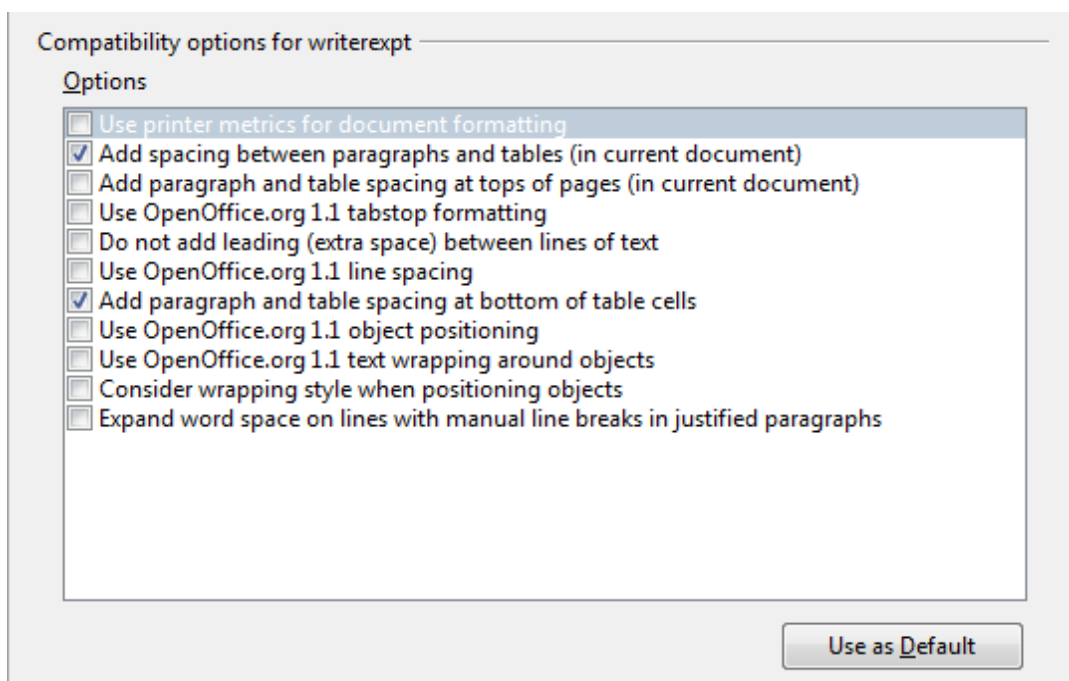 Compatibility options for writerexpt
Options
Use printer metrics for document formatting
Add spacing between paragraphs and tables (in current document)
Add paragraph and table spacing at tops of pages (in current document)
Use OpenOffice.org 1.1 tabstop formatting
Do not add leading (extra space) between lines of text
Use OpenOffice.org 1.1 line spacing
Add paragraph and table spacing at bottom of table cells
Use OpenOffice.org 1.1 object positioning
Use OpenOffice.org 1.1 text wrapping around objects
Consider wrapping style when positioning objects
Expand word space on lines with manual line breaks in justified paragraphs
Use as Default